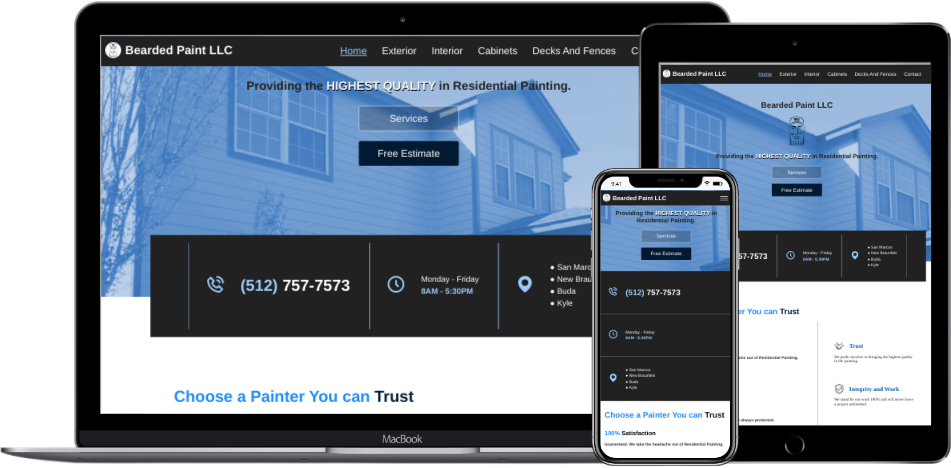 Bearded Paint LLC
Home Exterior Interior Cabinets Decks And Fences C
Providing the HIGHEST QUALITY in Residential Painting.
Services
Free Estimate
(512) 757-7573
Monday - Friday
8AM - 5:30PM
● San Marc
● New Brau
● Buda
● Kyle
Choose a Painter You can Trust
MacBook
9:41
Bearded Paint LLC
Providing the HIGHEST QUALITY in
Residential Painting.
Services
Free Estimate
(512) 757-7573
Monday - Friday
8AM - 5:30PM
● San Marcos
● New Braunfels
● Buda
● Kyle
Choose a Painter You can Trust
100% Satisfaction
Guaranteed. We take the headache out of Residential Painting.
Bearded Paint LLC
Home Exterior Interior Cabinets Decks And Fences Contact
Bearded Paint LLC
Providing the HIGHEST QUALITY in Residential Painting.
Services
Free Estimate
757-7573
Monday - Friday
8AM - 5:30PM
● San Marcos
● New Braunfels
● Buda
● Kyle
er You can Trust
ache out of Residential Painting.
Trust
We pride ourselves in bringing the highest quality
in the painting.
Integrity and Work
We stand by our work 100% and will never leave
a project unfinished.
always protected.